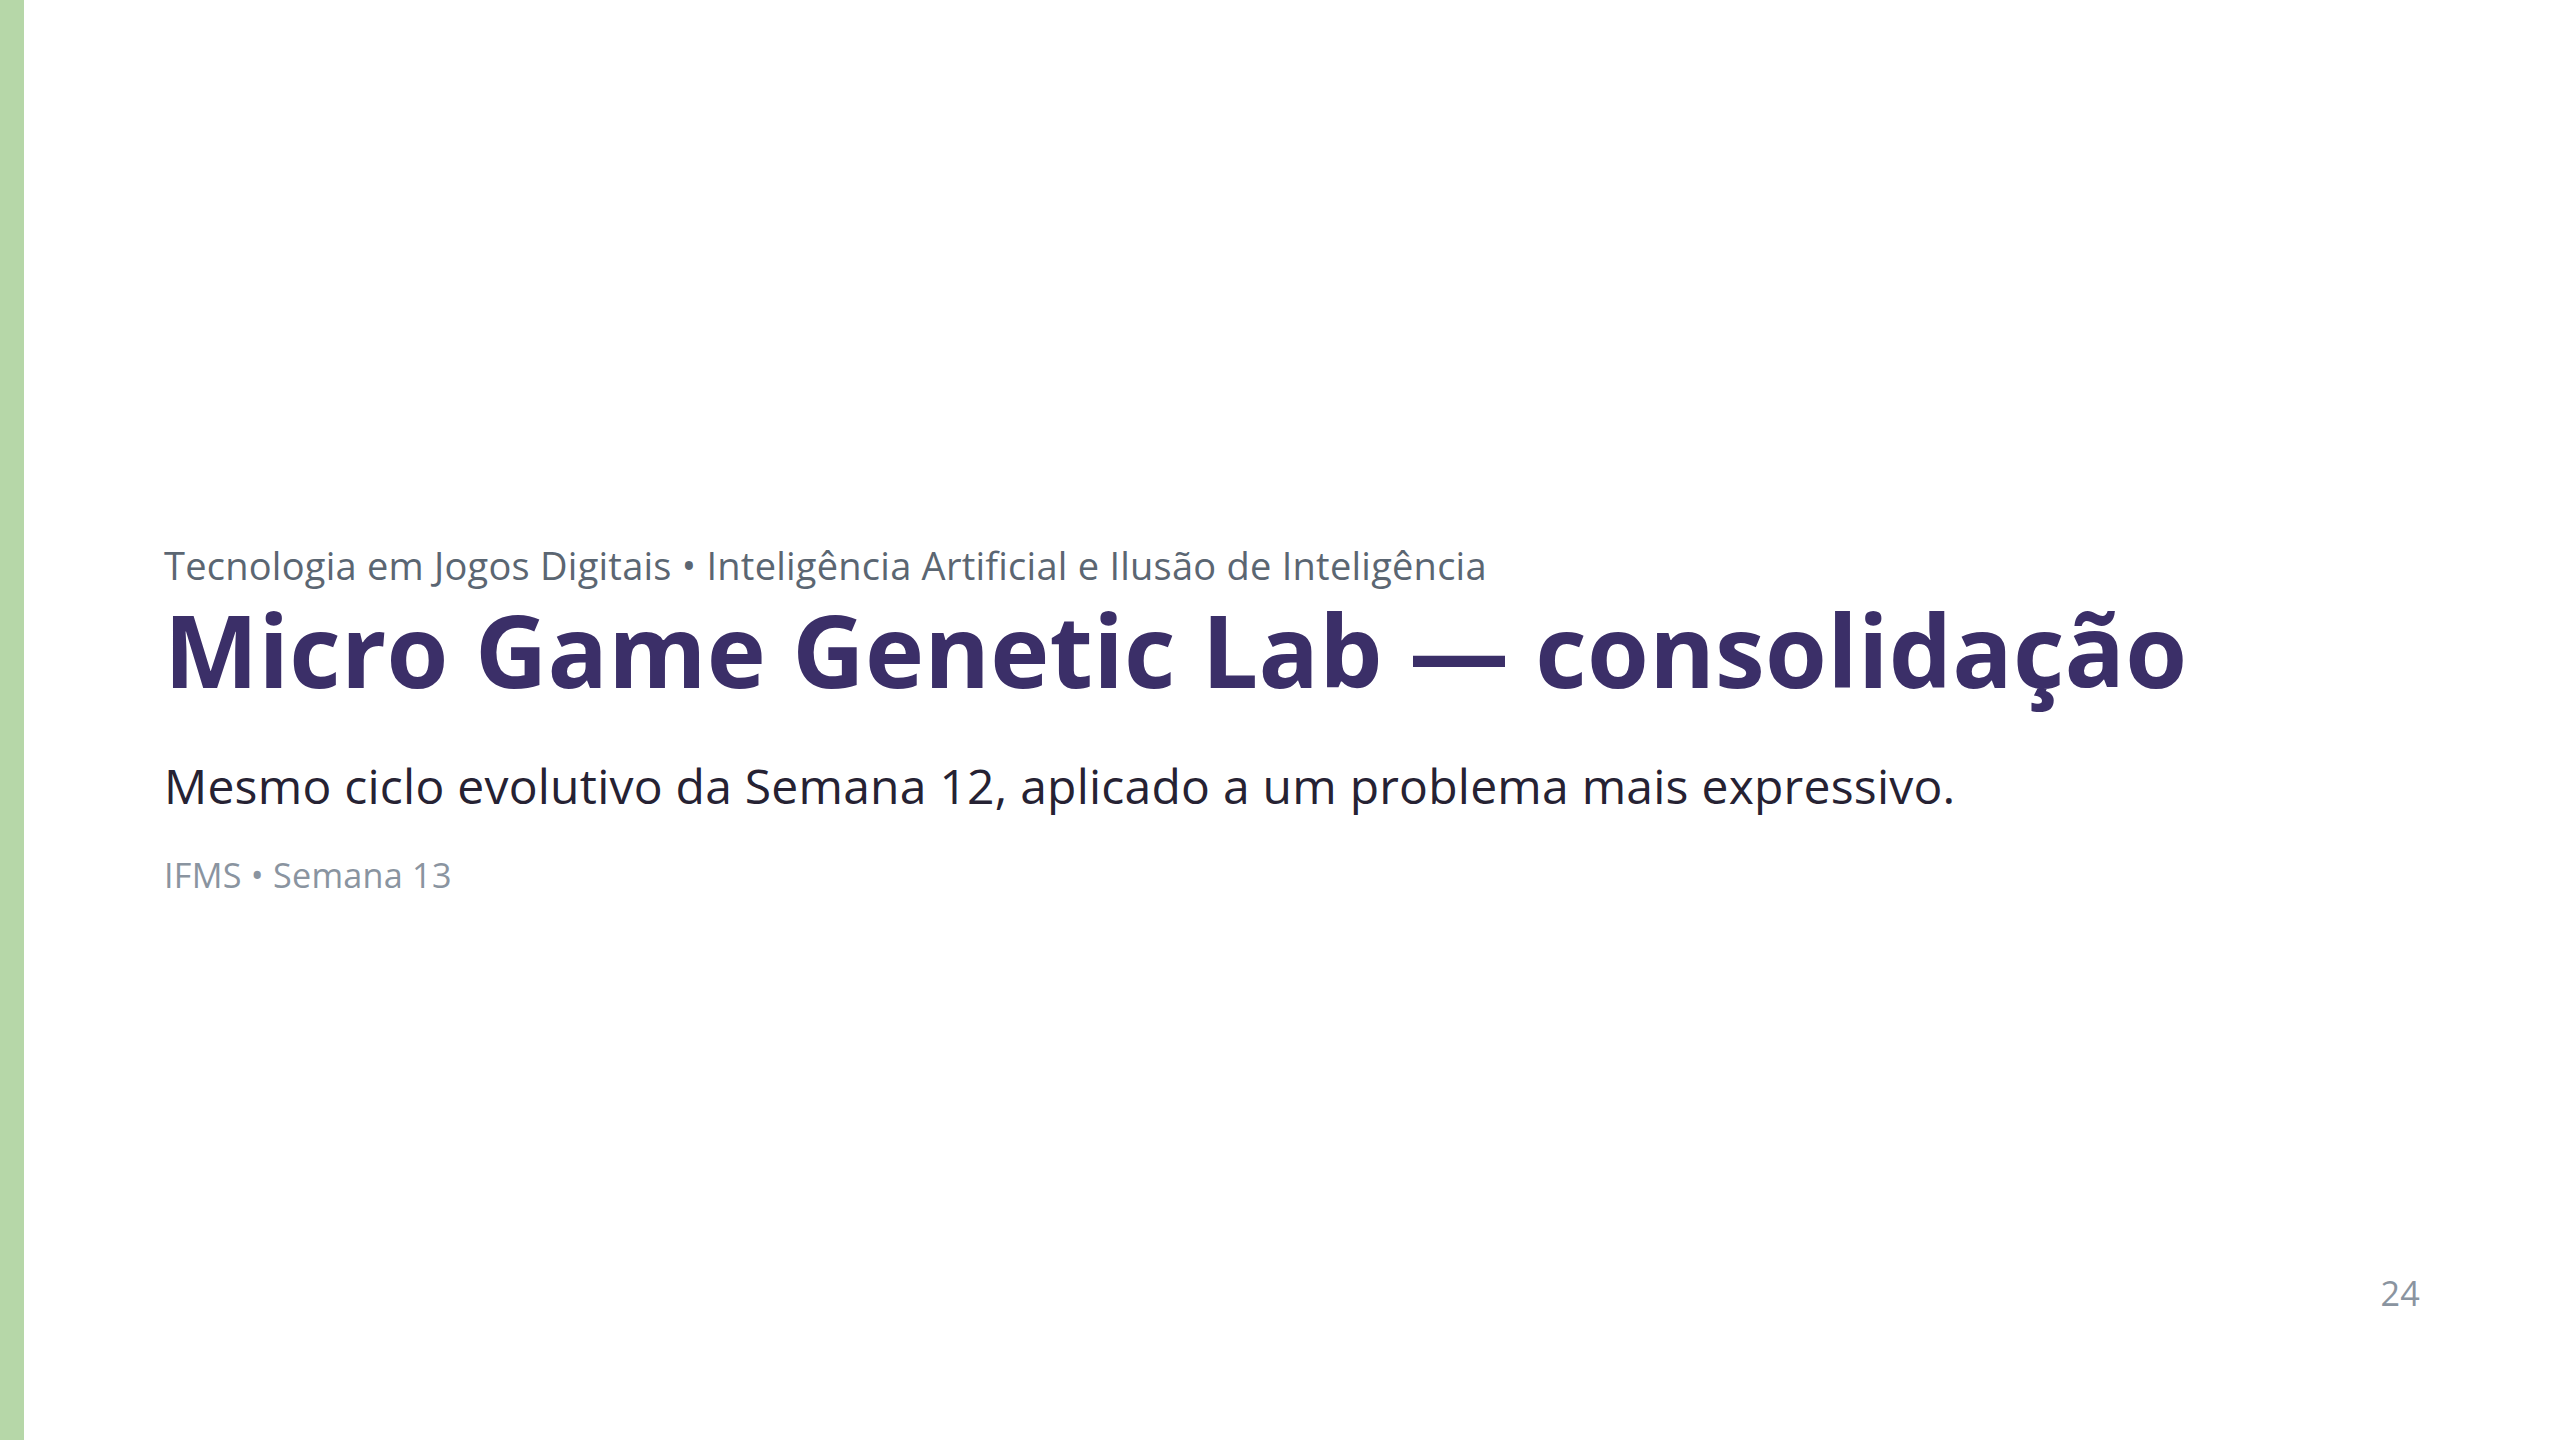 Tecnologia em Jogos Digitais • Inteligência Artificial e Ilusão de Inteligência
Micro Game Genetic Lab — consolidação
Mesmo ciclo evolutivo da Semana 12, aplicado a um problema mais expressivo.
IFMS • Semana 13
24